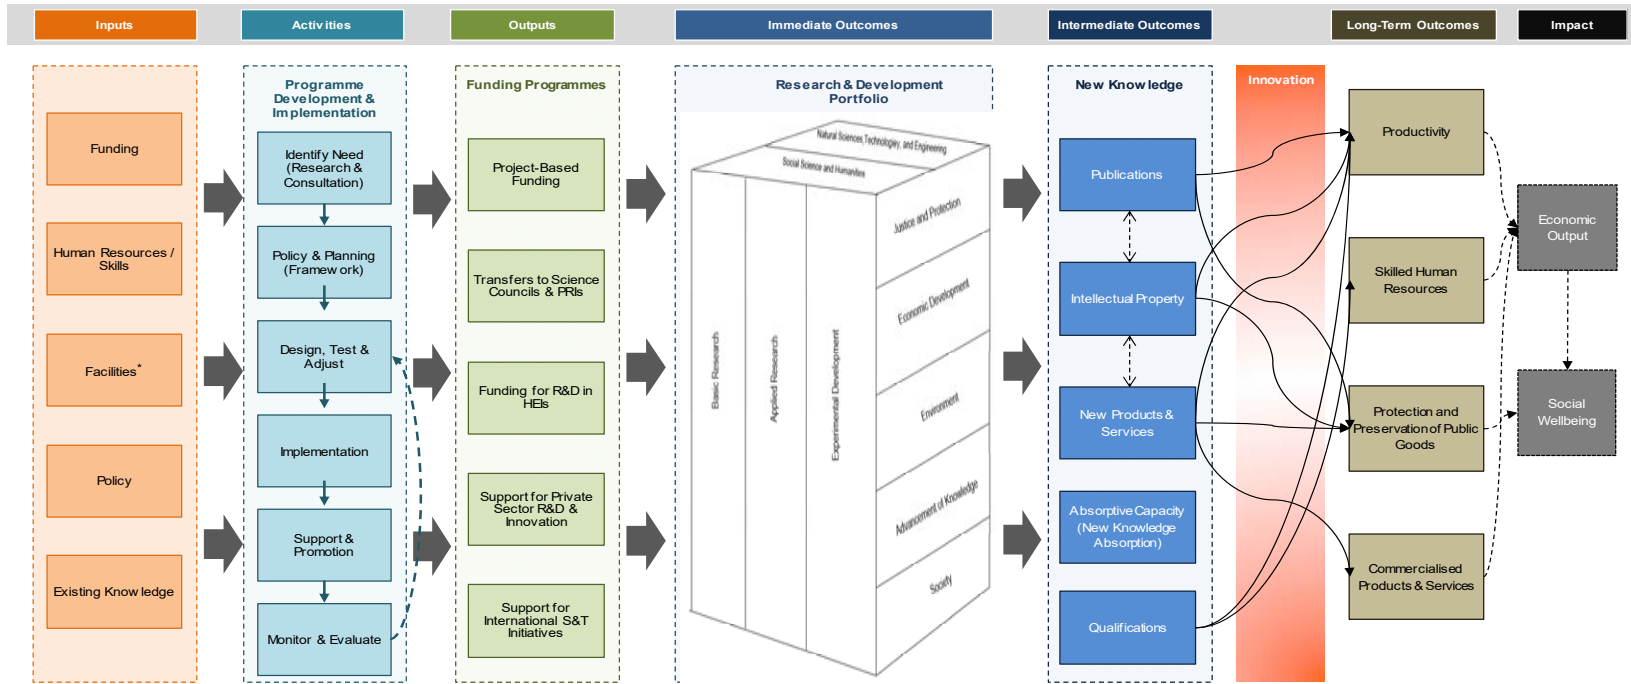 Inputs
Activities
Outputs
Immediate Outcomes
Intermediate Outcomes
Long-Term Outcomes
Impact
Funding
Human Resources /
Skills
Facilities*
Policy
Existing Knowledge
Programme
Development &
Implementation
Identify Need
(Research &
Consultation)
Policy & Planning
(Framework)
Design, Test &
Adjust
Implementation
Support &
Promotion
Monitor & Evaluate
Funding Programmes
Project-Based
Funding
Transfers to Science
Councils & PRIs
Funding for R&D in
HEIs
Support for Private
Sector R&D &
Innovation
Support for
International S&T
Initiatives
Research & Development
Portfolio
Natural Sciences, Technology, and Engineering
Social Science and Humanities
Basic Research
Applied Research
Experimental Development
Justice and Protection
Economic Development
Environment
Advancement of Knowledge
Society
New Knowledge
Publications
Intellectual Property
New Products &
Services
Absorptive Capacity
(New Knowledge
Absorption)
Qualifications
Innovation
Productivity
Skilled Human
Resources
Protection and
Preservation of Public
Goods
Commercialised
Products & Services
Economic
Output
Social
Wellbeing